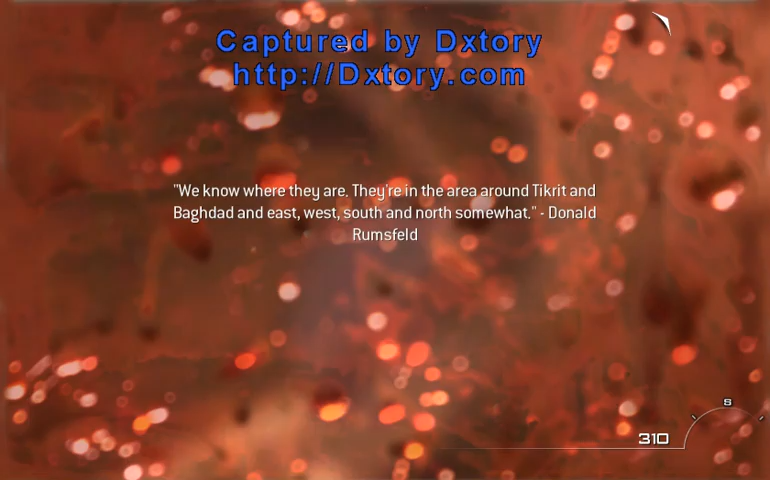 Captured by Dxtory
http://Dxtory.com
"We know where they are. They're in the area around Tikrit and
Baghdad and east, west, south and north somewhat." - Donald
Rumsfeld
S
310